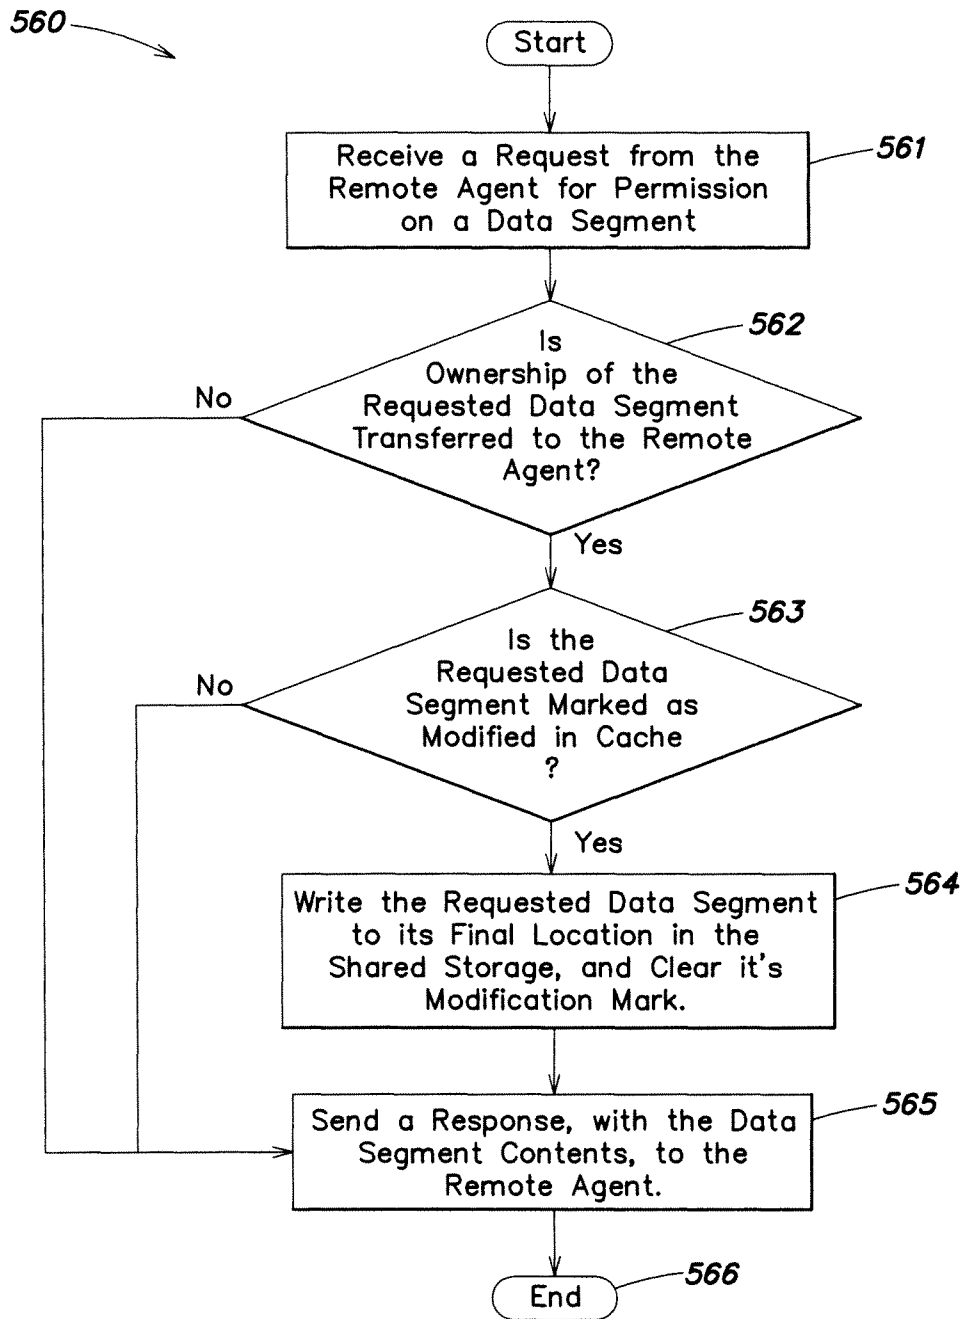 560
Start
Receive a Request from the
Remote Agent for Permission
on a Data Segment
561
Is
Ownership of the
Requested Data Segment
Transferred to the Remote
Agent?
562
No
Yes
Is the
Requested Data
Segment Marked as
Modified in Cache
?
563
No
Yes
Write the Requested Data Segment
to its Final Location in the
Shared Storage, and Clear it's
Modification Mark.
564
Send a Response, with the Data
Segment Contents, to the
Remote Agent.
565
End
566